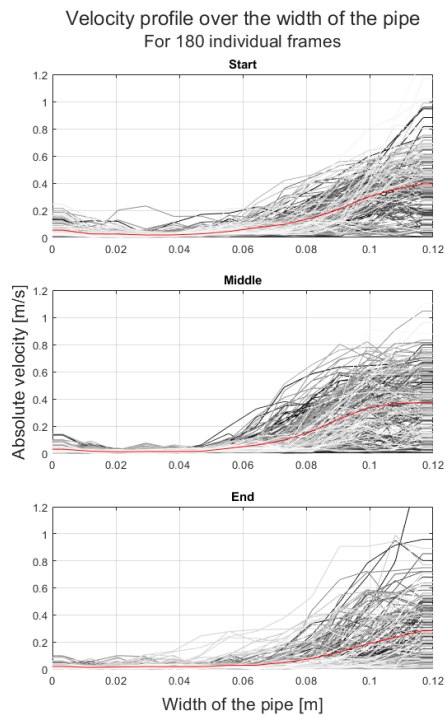 Velocity profile over the width of the pipe
For 180 individual frames
Start
1.2
1
0.8
0.6
0.4
0.2
0
0 0.02 0.04 0.06 0.08 0.1 0.12
Middle
1.2
1
0.8
0.6
0.4
0.2
0
0 0.02 0.04 0.06 0.08 0.1 0.12
Absolute velocity [m/s]
End
1.2
1
0.8
0.6
0.4
0.2
0
0 0.02 0.04 0.06 0.08 0.1 0.12
Width of the pipe [m]